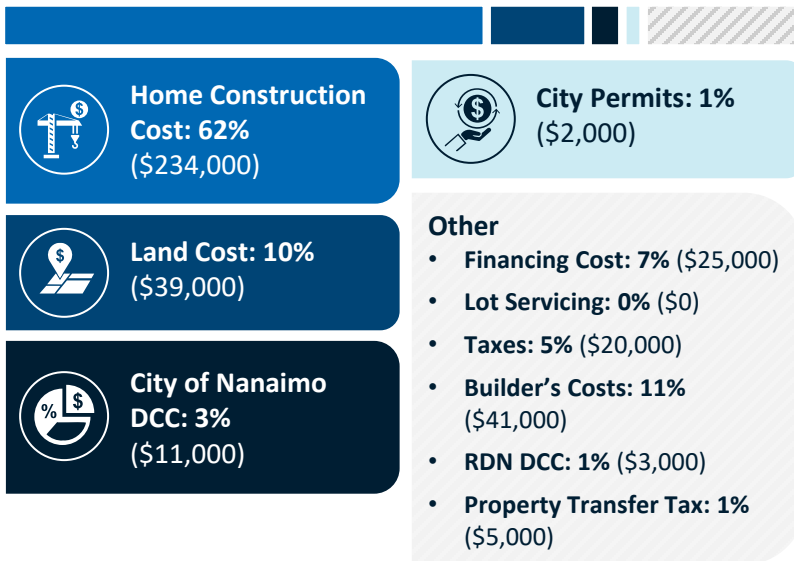 Home Construction
Cost: 62%
($234,000)
Land Cost: 10%
($39,000)
City of Nanaimo
DCC: 3%
($11,000)
City Permits: 1%
($2,000)
Other
• Financing Cost: 7% ($25,000)
• Lot Servicing: 0% ($0)
• Taxes: 5% ($20,000)
• Builder’s Costs: 11%
($41,000)
• RDN DCC: 1% ($3,000)
• Property Transfer Tax: 1%
($5,000)
$
$
% $
$